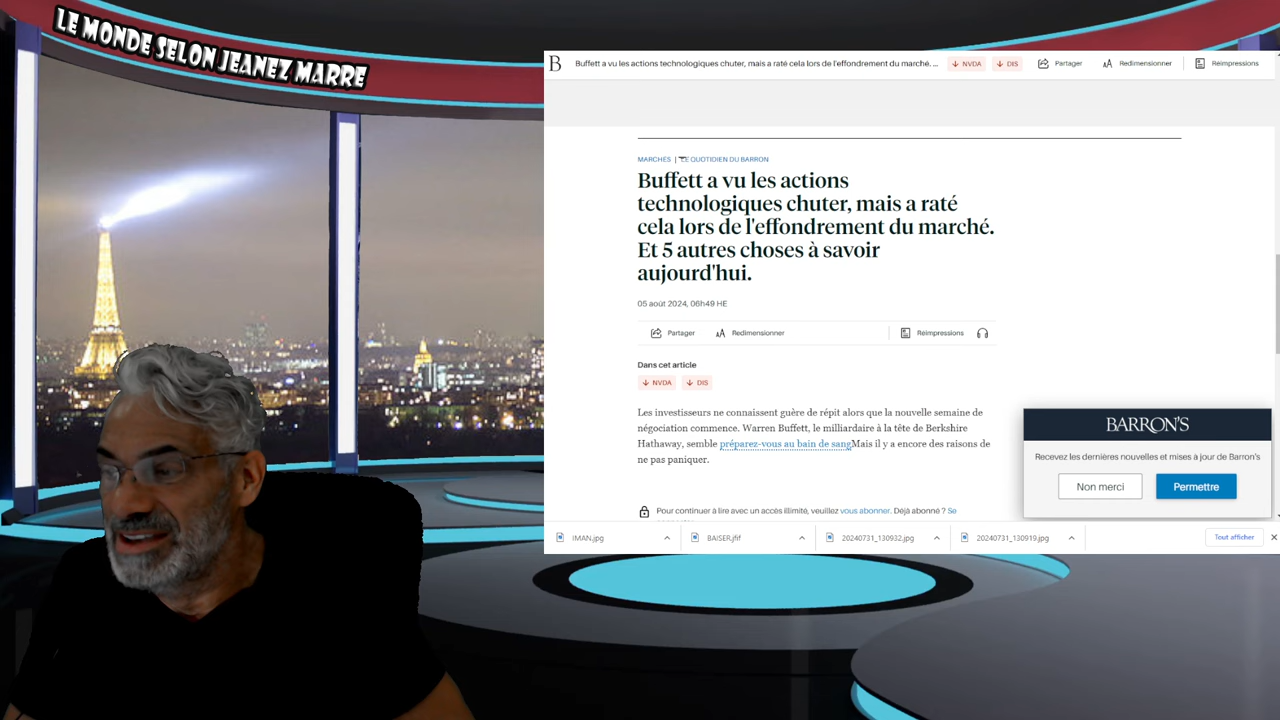 LE MONDE SELON JEANEZ MARRE
B
Buffett a vu les actions technologiques chuter, mais a raté cela lors de l'effondrement du marché. ...
NVDA
DIS
Partager
AA Redimensionner
Réimpressions
MARCHÉS | LE QUOTIDIEN DU BARRON
Buffett a vu les actions
technologiques chuter, mais a raté
cela lors de l'effondrement du marché.
Et 5 autres choses à savoir
aujourd'hui.
05 août 2024, 06h49 HE
Partager
AA Redimensionner
Réimpressions
Dans cet article
NVDA
DIS
Les investisseurs ne connaissent guère de répit alors que la nouvelle semaine de
négociation commence. Warren Buffett, le milliardaire à la tête de Berkshire
Hathaway, semble préparez-vous au bain de sangMais il y a encore des raisons de
ne pas paniquer.
Pour continuer à lire avec un accès illimité, veuillez vous abonner. Déjà abonné ? Se
BARRON'S
Recevez les dernières nouvelles et mises a jour de Barron's
Non merci
Permettre
IMAN.jpg
BAISER.jfif
20240731_130932.jpg
20240731_130919.jpg
Tout afficher